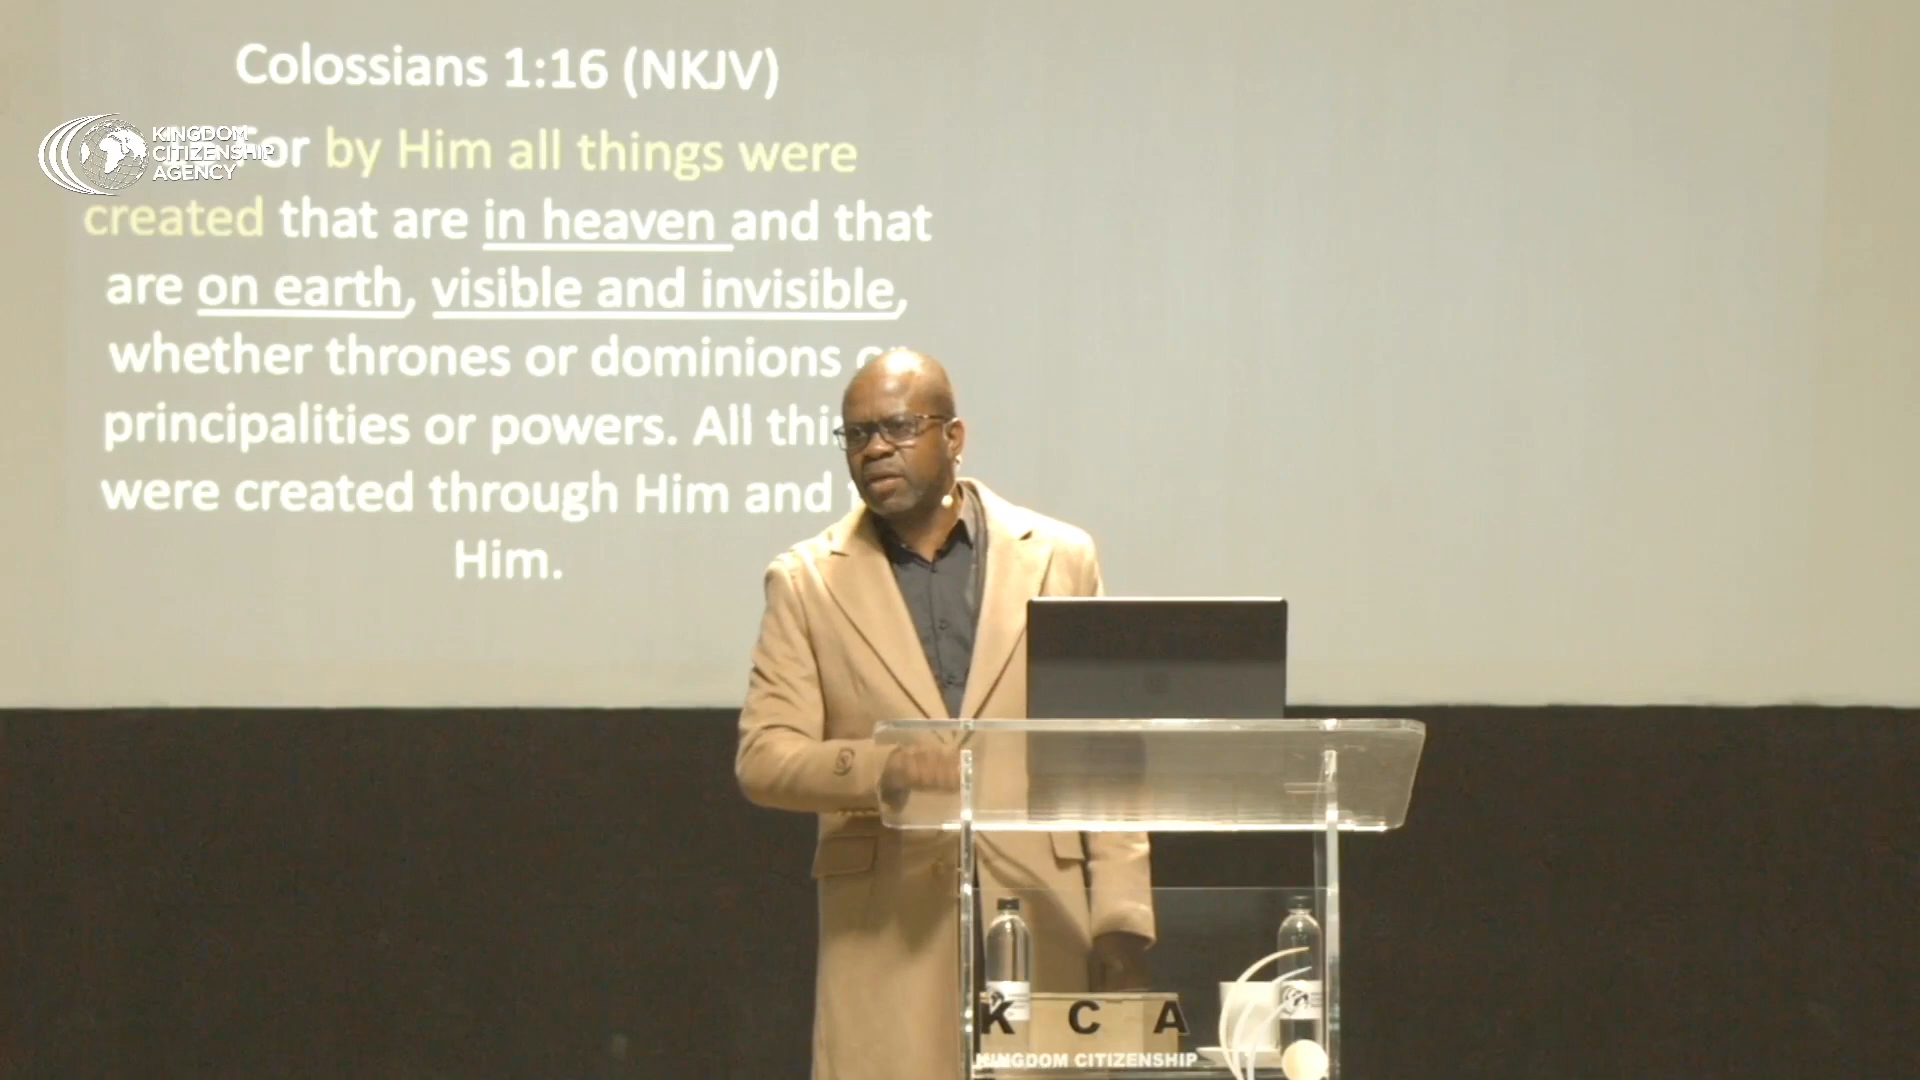 Colossians 1:16 (NKJV)
KINGDOM
CITIZENSHIP
AGENCY
For by Him all things were
created that are in heaven and that
are on earth, visible and invisible,
whether thrones or dominions
principalities or powers. All
were created through Him and
Him.
K C A
KINGDOM CITIZENSHIP